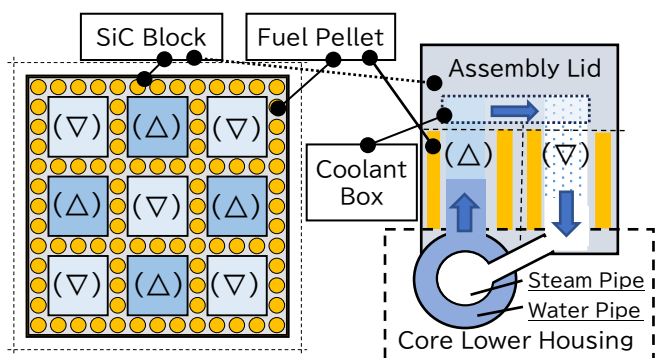 SiC Block
Fuel Pellet
Assembly Lid
(▽) (△) (▽)
(△) (▽) (△)
(▽) (△) (▽)
(△) (▽)
Coolant
Box
Steam Pipe
Water Pipe
Core Lower Housing